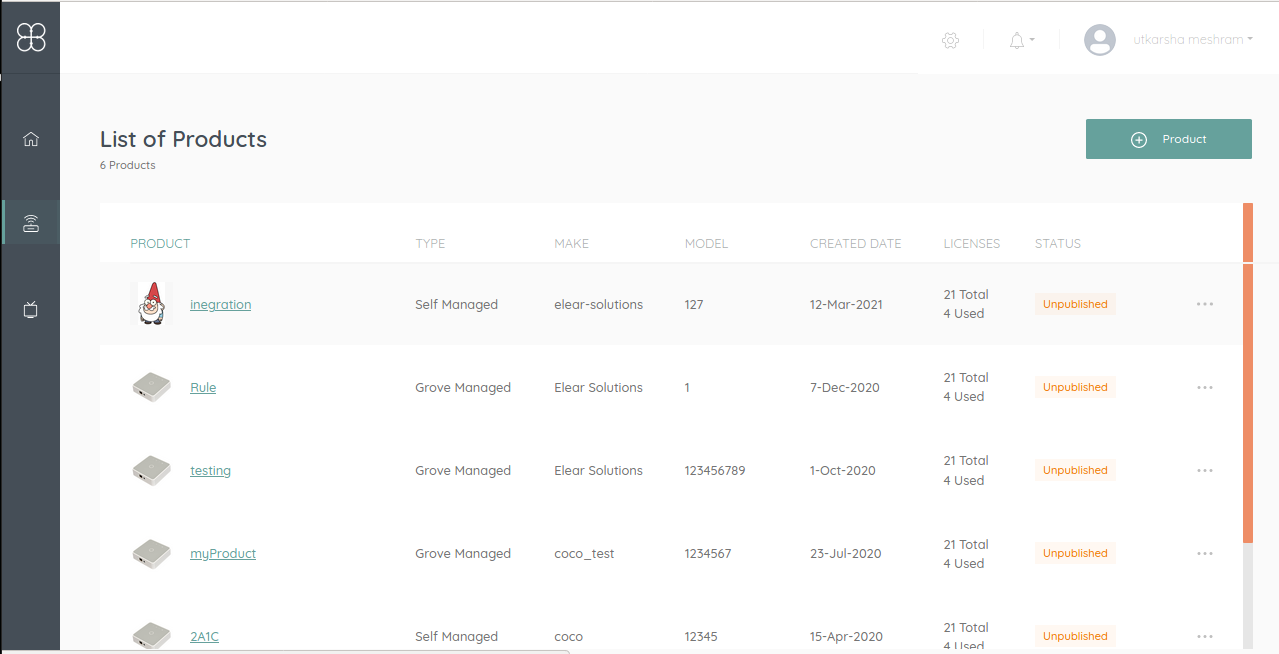 utkarsha meshram
List of Products
6 Products
Product
PRODUCT TYPE MAKE MODEL CREATED DATE LICENSES STATUS
inegration Self Managed elear-solutions 127 12-Mar-2021 21 Total 4 Used Unpublished
Rule Grove Managed Elear Solutions 1 7-Dec-2020 21 Total 4 Used Unpublished
testing Grove Managed Elear Solutions 123456789 1-Oct-2020 21 Total 4 Used Unpublished
myProduct Grove Managed coco_test 1234567 23-Jul-2020 21 Total 4 Used Unpublished
2A1C Self Managed coco 12345 15-Apr-2020 21 Total 4 Used Unpublished